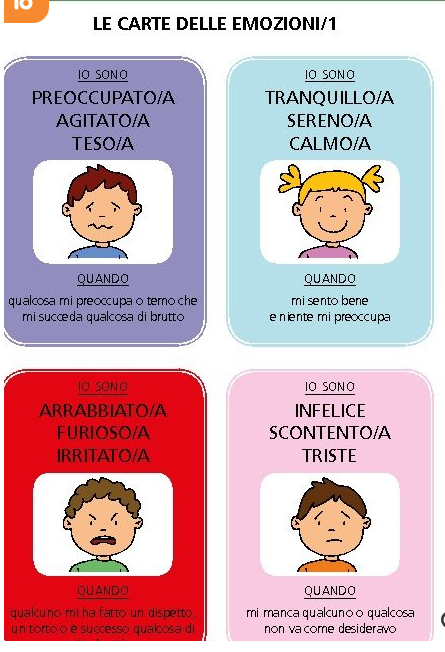 10
LE CARTE DELLE EMOZIONI/1
IO SONO
PREOCCUPATO/A
AGITATO/A
TESO/A
QUANDO
qualcosa mi preoccupa o temo che
mi succeda qualcosa di brutto
IO SONO
TRANQUILLO/A
SERENO/A
CALMO/A
QUANDO
mi sento bene
e niente mi preoccupa
IO SONO
ARRABBIATO/A
FURIOSO/A
IRRITATO/A
QUANDO
qualcuno mi ha fatto un dispetto,
un torto o è successo qualcosa di
IO SONO
INFELICE
SCONTENTO/A
TRISTE
QUANDO
mi manca qualcuno o qualcosa
non va come desideravo